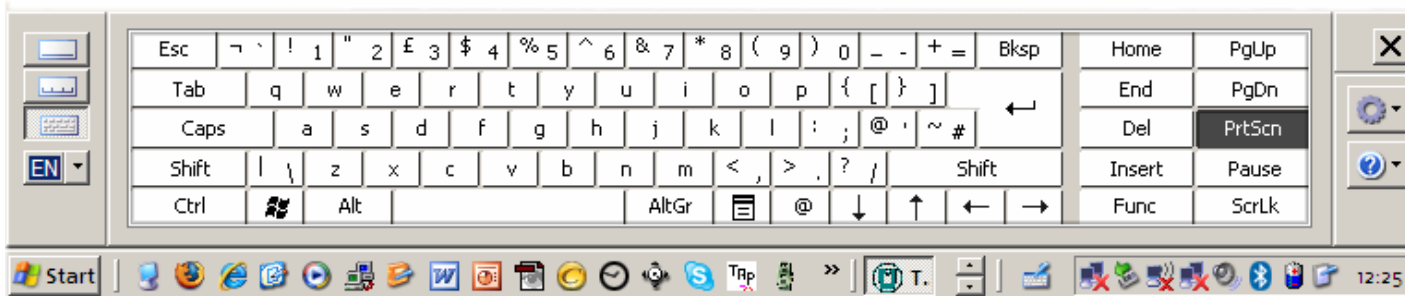 Esc ¬ ` ! 1 " 2 £ 3 $ 4 % 5 ^ 6 & 7 * 8 ( 9 ) 0 _ - + = Bksp Home PgUp
Tab q w e r t y u i o p { [ } ] End PgDn
Caps a s d f g h j k l : ; @ ' ~ # Del PrtScn
EN Shift | \ z x c v b n m < , > . ? / Shift Insert Pause
Ctrl Alt AltGr @ ↓ ↑ ← → Func ScrLk
Start TAP » T. 12:25